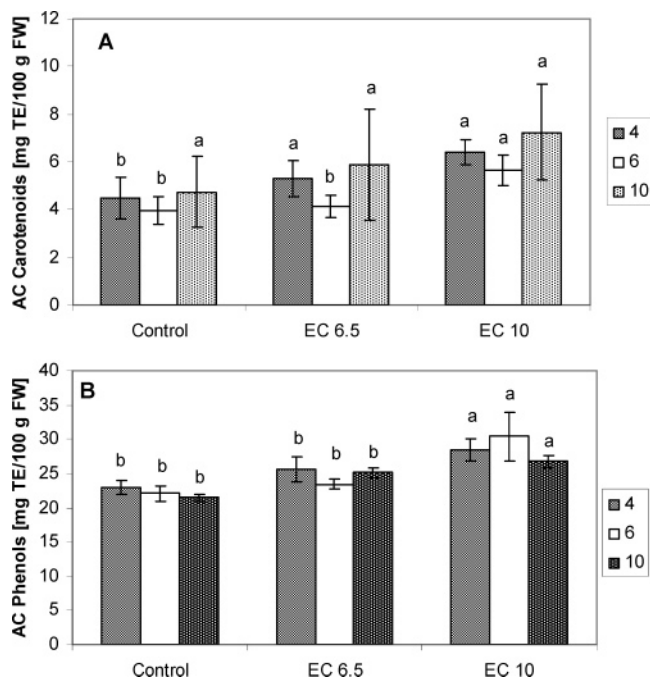 A
AC Carotenoids [mg TE/100 g FW]
12
10
8
6
4
2
0
b b a
a b a
a a a
Control EC 6.5 EC 10
4
6
10
B
AC Phenols [mg TE/100 g FW]
40
35
30
25
20
15
10
5
0
b b b
b b b
a a a
Control EC 6.5 EC 10
4
6
10